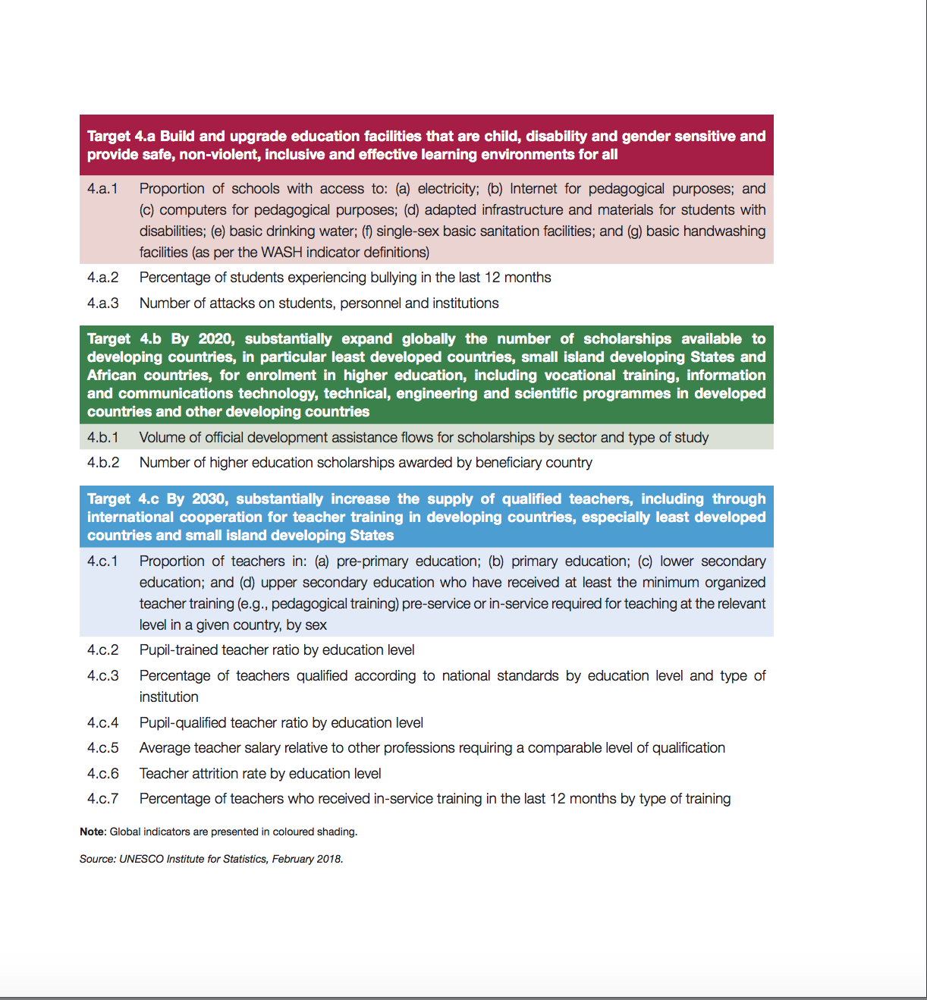 Target 4.a Build and upgrade education facilities that are child, disability and gender sensitive and
provide safe, non-violent, inclusive and effective learning environments for all
4.a.1 Proportion of schools with access to: (a) electricity; (b) Internet for pedagogical purposes; and
(c) computers for pedagogical purposes; (d) adapted infrastructure and materials for students with
disabilities; (e) basic drinking water; (f) single-sex basic sanitation facilities; and (g) basic handwashing
facilities (as per the WASH indicator definitions)
4.a.2 Percentage of students experiencing bullying in the last 12 months
4.a.3 Number of attacks on students, personnel and institutions
Target 4.b By 2020, substantially expand globally the number of scholarships available to
developing countries, in particular least developed countries, small island developing States and
African countries, for enrolment in higher education, including vocational training, information
and communications technology, technical, engineering and scientific programmes in developed
countries and other developing countries
4.b.1 Volume of official development assistance flows for scholarships by sector and type of study
4.b.2 Number of higher education scholarships awarded by beneficiary country
Target 4.c By 2030, substantially increase the supply of qualified teachers, including through
international cooperation for teacher training in developing countries, especially least developed
countries and small island developing States
4.c.1 Proportion of teachers in: (a) pre-primary education; (b) primary education; (c) lower secondary
education; and (d) upper secondary education who have received at least the minimum organized
teacher training (e.g., pedagogical training) pre-service or in-service required for teaching at the relevant
level in a given country, by sex
4.c.2 Pupil-trained teacher ratio by education level
4.c.3 Percentage of teachers qualified according to national standards by education level and type of
institution
4.c.4 Pupil-qualified teacher ratio by education level
4.c.5 Average teacher salary relative to other professions requiring a comparable level of qualification
4.c.6 Teacher attrition rate by education level
4.c.7 Percentage of teachers who received in-service training in the last 12 months by type of training
Note: Global indicators are presented in coloured shading.
Source: UNESCO Institute for Statistics, February 2018.